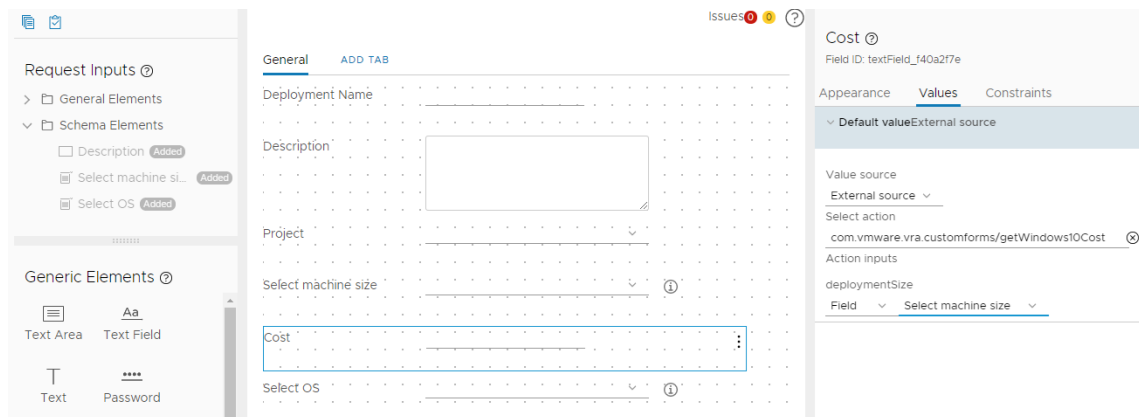 Issues 0 0
Request Inputs
General Elements
Schema Elements
Description Added
Select machine si... Added
Select OS Added
Generic Elements
Aa
Text Area Text Field
T
Text Password
General ADD TAB
Deployment Name
Description
Project
Select machine size
Cost
Select OS
Cost
Field ID: textField_f40a2f7e
Appearance Values Constraints
Default valueExternal source
Value source
External source
Select action
com.vmware.vra.customforms/getWindows10Cost
Action inputs
deploymentSize
Field Select machine size